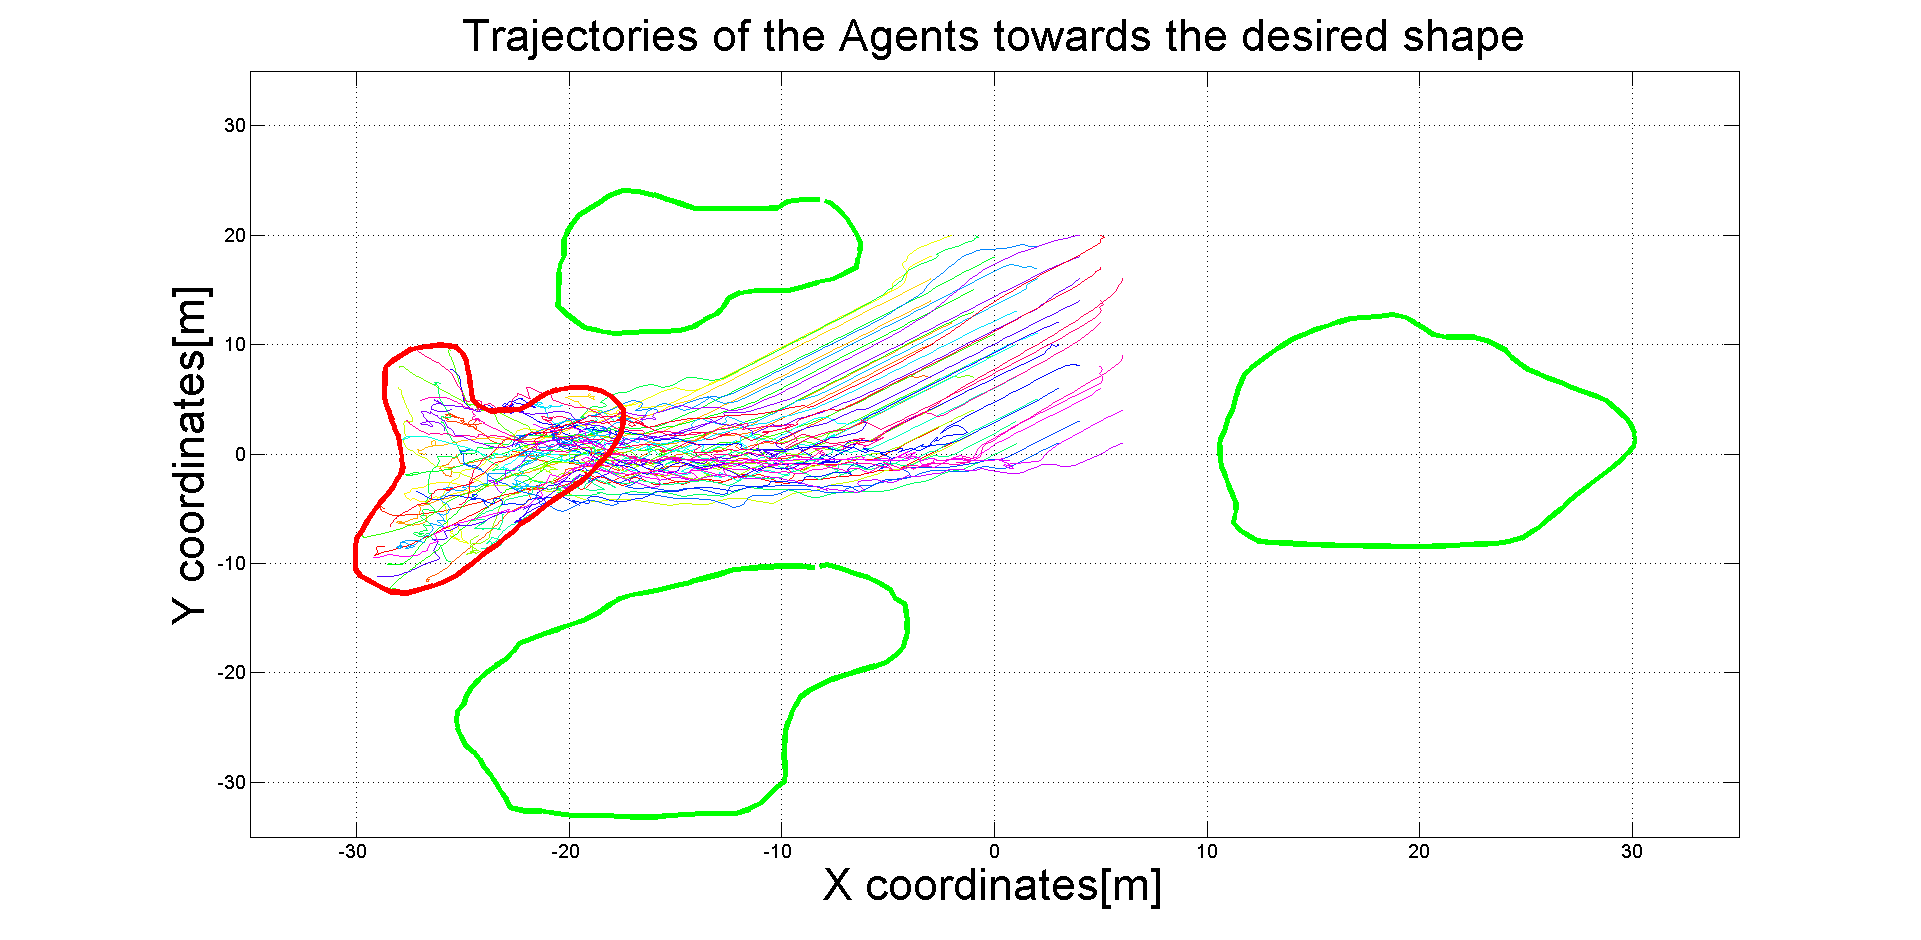 Trajectories of the Agents towards the desired shape
30
20
10
0
-10
-20
-30
Y coordinates[m]
-30 -20 -10 0 10 20 30
X coordinates[m]